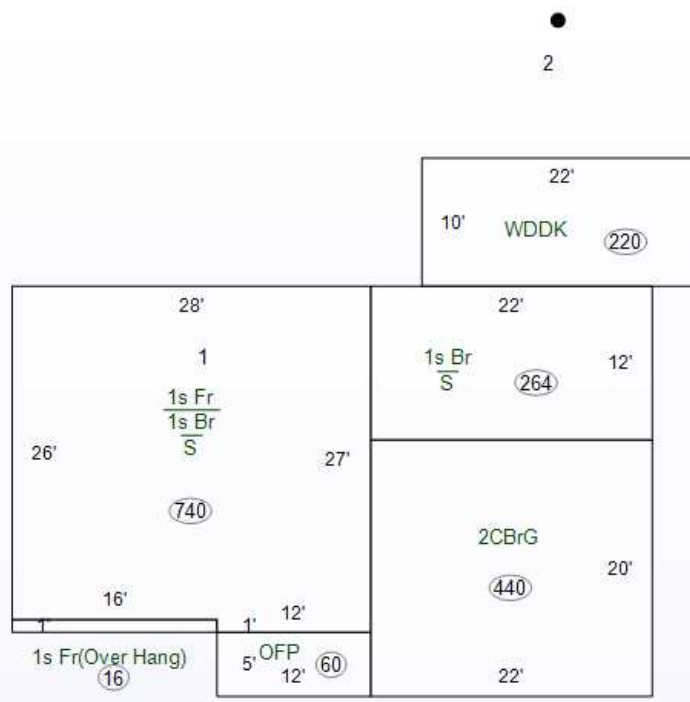 2
22'
10'
WDDK
220
28'
22'
1
1s Br
S
264
12'
1s Fr
1s Br
S
26'
27'
740
2CBrG
440
20'
16'
12'
1'
1'
1s Fr(Over Hang)
16
5'
OFP
60
12'
22'